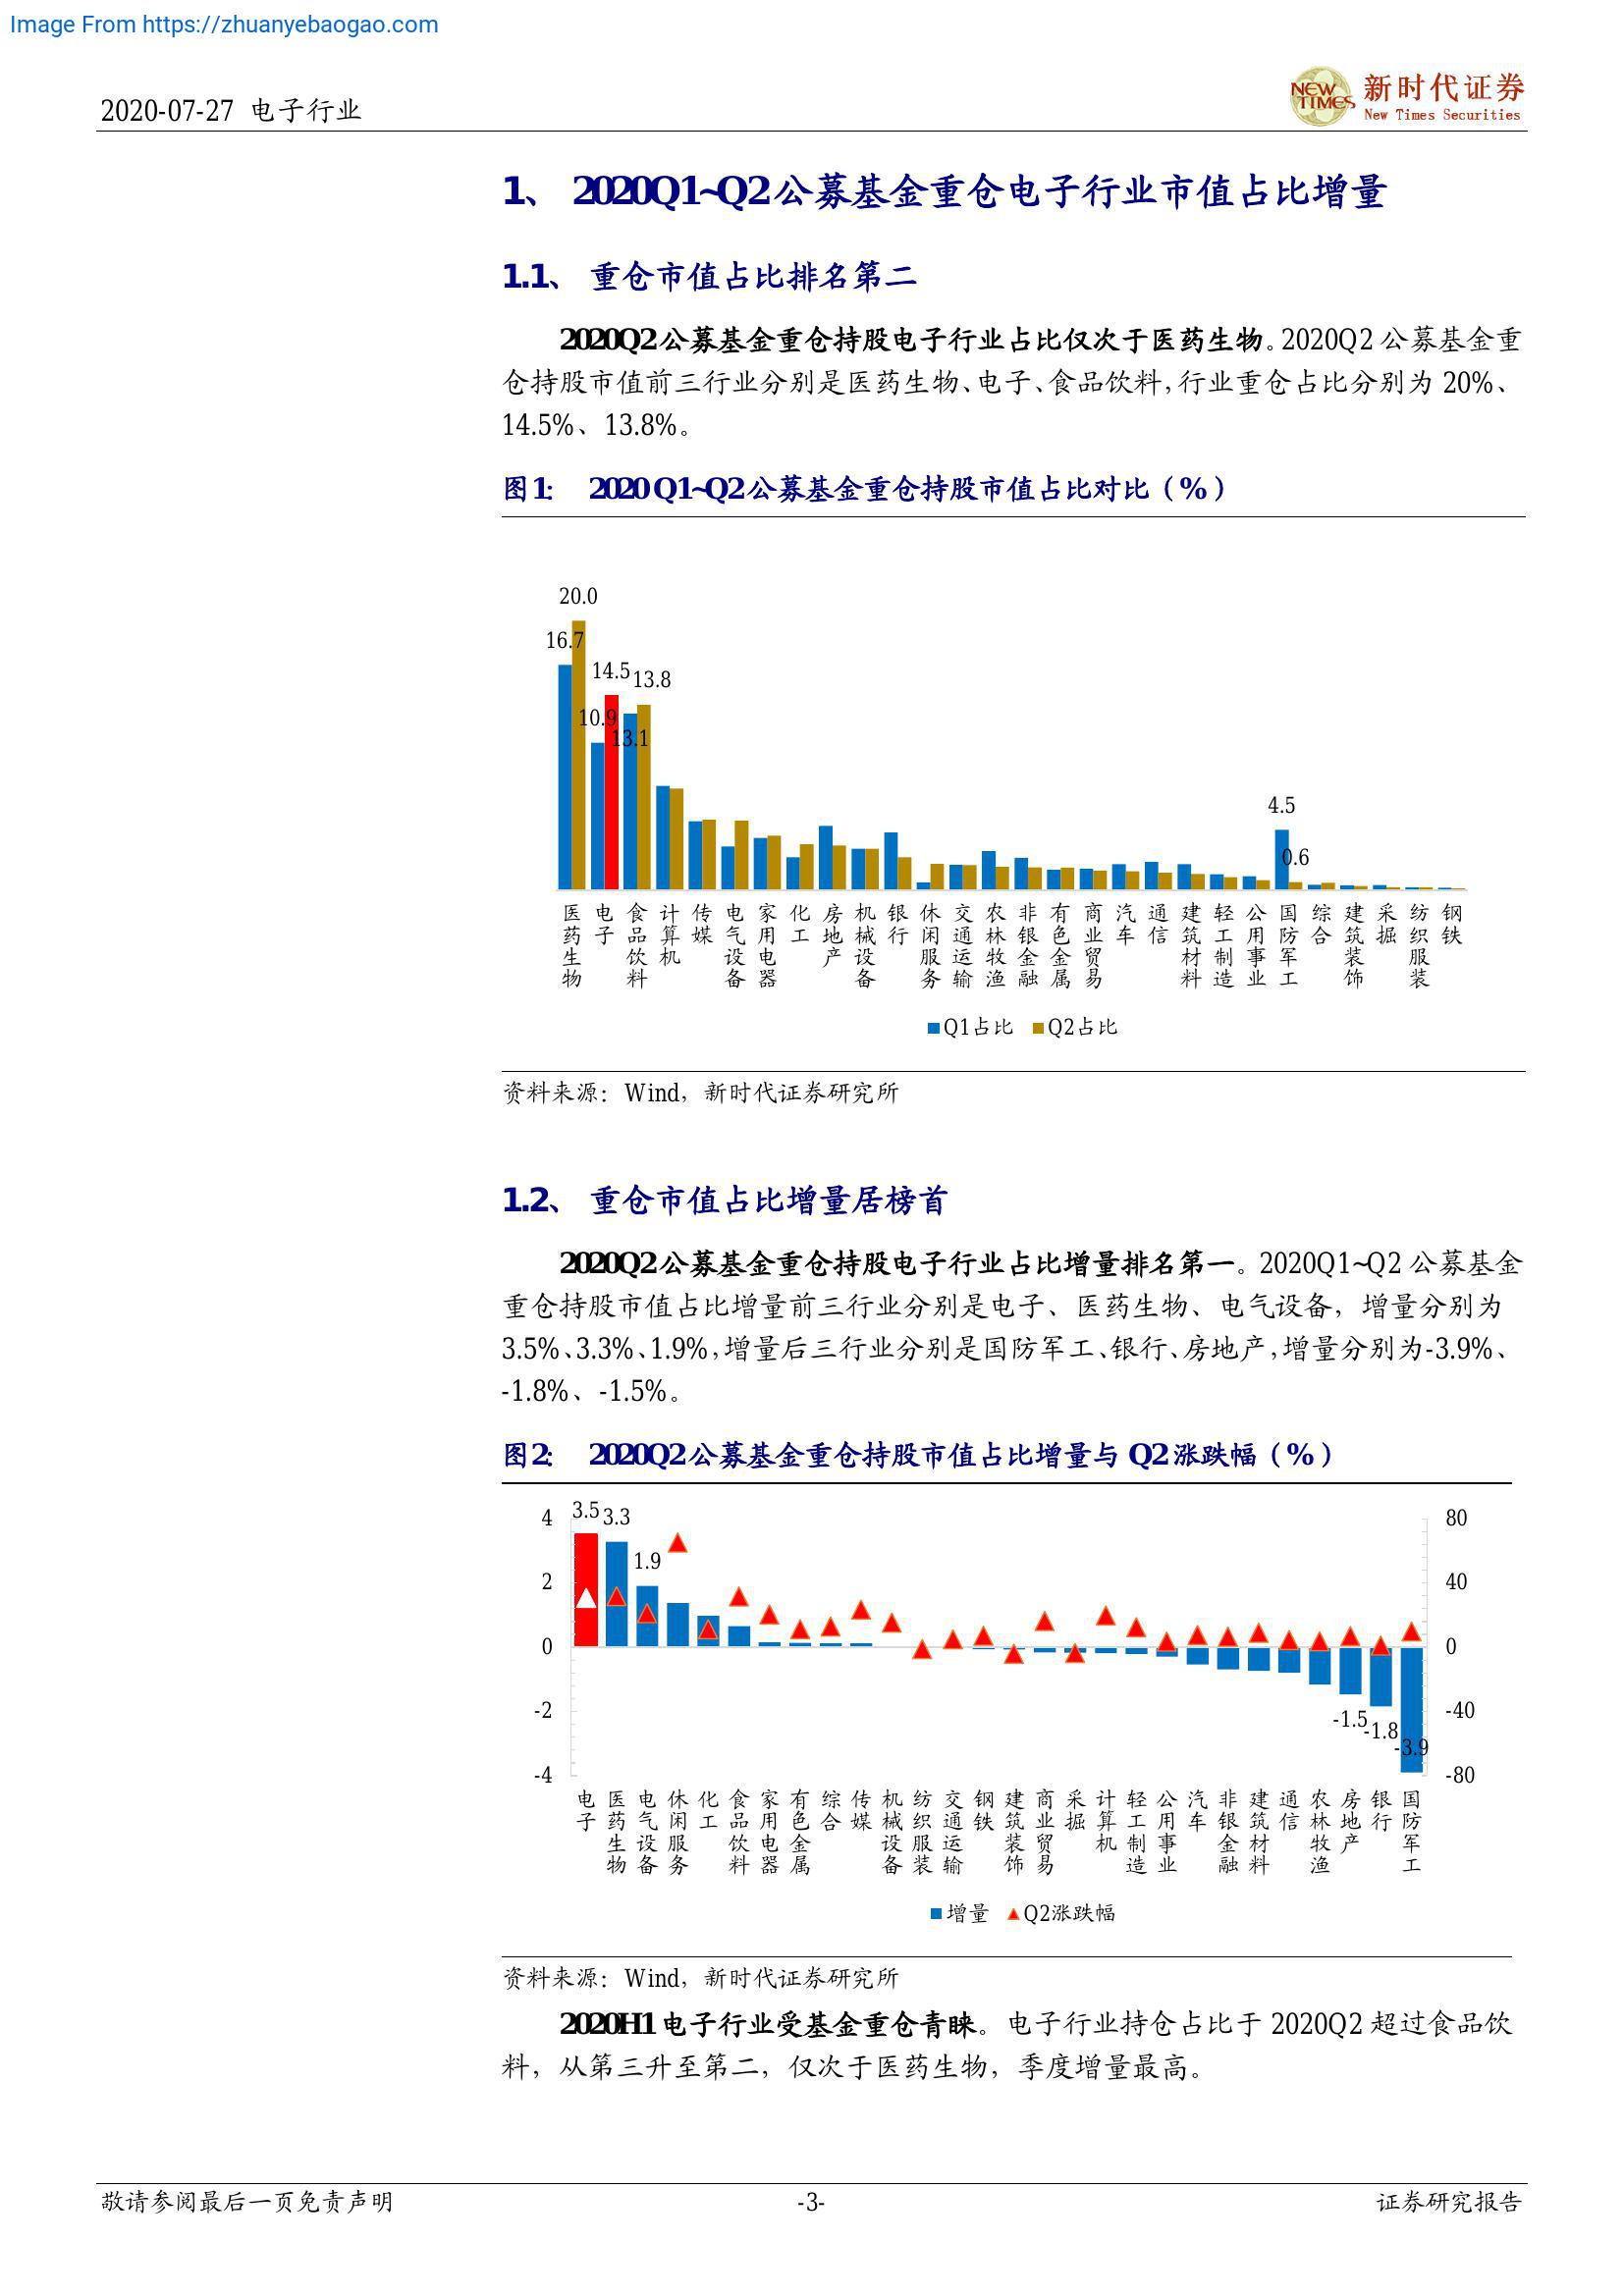 Image From https://zhuanyebaogao.com
2020-07-27 电子行业
NEW TIMES
新时代证券
New Times Securities
1、 2020Q1~Q2公募基金重仓电子行业市值占比增量
1.1、 重仓市值占比排名第二
2020Q2公募基金重仓持股电子行业占比仅次于医药生物。2020Q2公募基金重
仓持股市值前三行业分别是医药生物、电子、食品饮料,行业重仓占比分别为 20%、
14.5%、13.8%。
图1: 2020 Q1~Q2公募基金重仓持股市值占比对比（%）
20.0
16.7
14.5
13.8
10.9
13.1
4.5
0.6
医药生物 电子 食品饮料 计算机 传媒 电气设备 家用电器 化工 房地产 机械设备 银行 休闲服务 交通运输 农林牧渔 非银金融 有色金属 商业贸易 汽车 通信 建筑材料 轻工制造 公用事业 国防军工 综合 建筑装饰 采掘 纺织服装 钢铁
Q1占比 Q2占比
资料来源：Wind，新时代证券研究所
1.2、 重仓市值占比增量居榜首
2020Q2公募基金重仓持股电子行业占比增量排名第一。2020Q1~Q2公募基金
重仓持股市值占比增量前三行业分别是电子、医药生物、电气设备，增量分别为
3.5%、3.3%、1.9%,增量后三行业分别是国防军工、银行、房地产,增量分别为-3.9%、
-1.8%、-1.5%。
图2: 2020Q2公募基金重仓持股市值占比增量与 Q2涨跌幅（%）
4 3.5 3.3 80
1.9
2 40
0 0
-2 -1.5 -1.8 -40
-3.9
-4 -80
电子 医药生物 电气设备 休闲服务 化工 食品饮料 家用电器 有色金属 综合 传媒 机械设备 纺织服装 交通运输 钢铁 建筑装饰 商业贸易 采掘 计算机 轻工制造 公用事业 汽车 非银金融 建筑材料 通信 农林牧渔 房地产 银行 国防军工
增量 Q2涨跌幅
资料来源：Wind，新时代证券研究所
2020H1电子行业受基金重仓青睐。电子行业持仓占比于 2020Q2 超过食品饮
料，从第三升至第二，仅次于医药生物，季度增量最高。
敬请参阅最后一页免责声明 -3- 证券研究报告